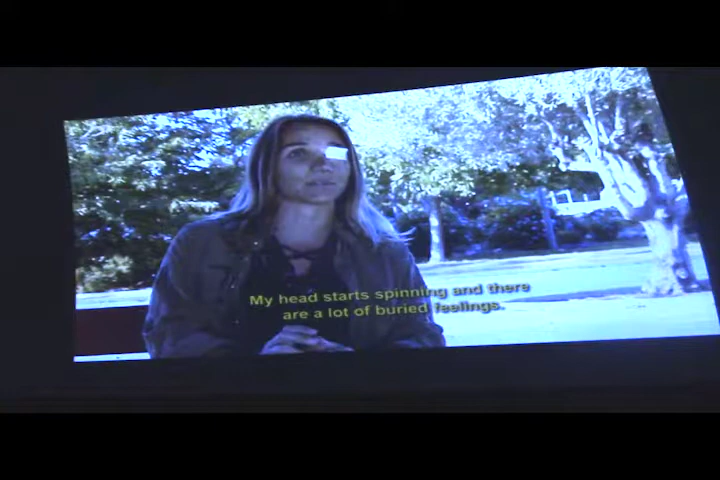 My head starts spinning and there
are a lot of buried feelings.